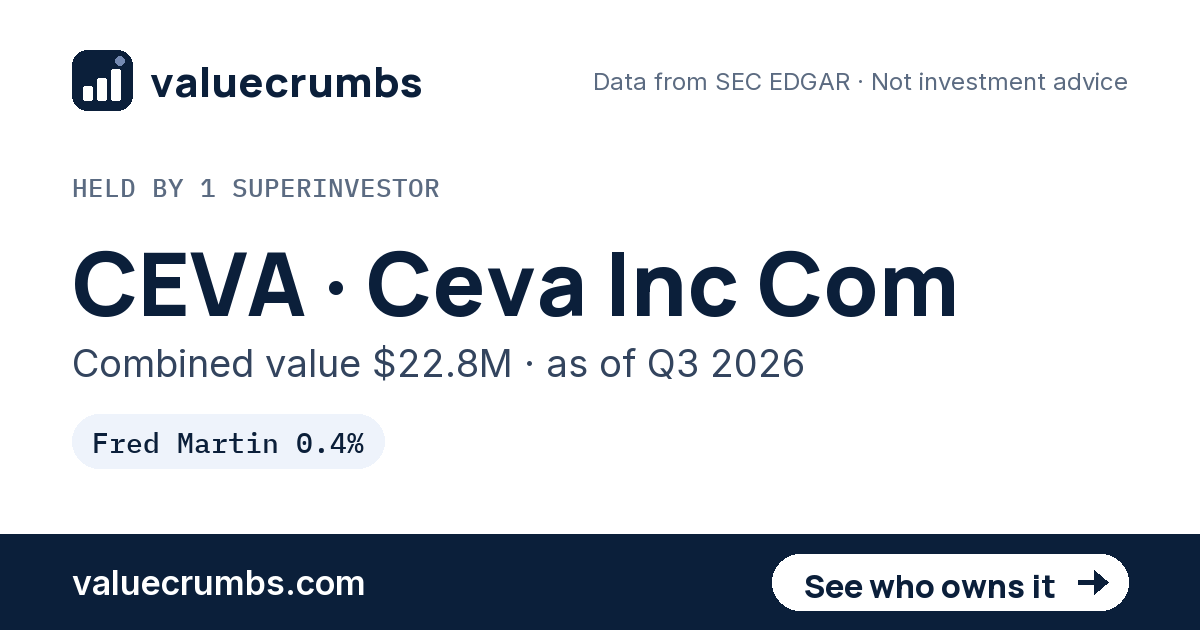 valuecrumbs
Data from SEC EDGAR · Not investment advice
HELD BY 1 SUPERINVESTOR
CEVA · Ceva Inc Com
Combined value $22.8M · as of Q3 2026
Fred Martin 0.4%
valuecrumbs.com
See who owns it →